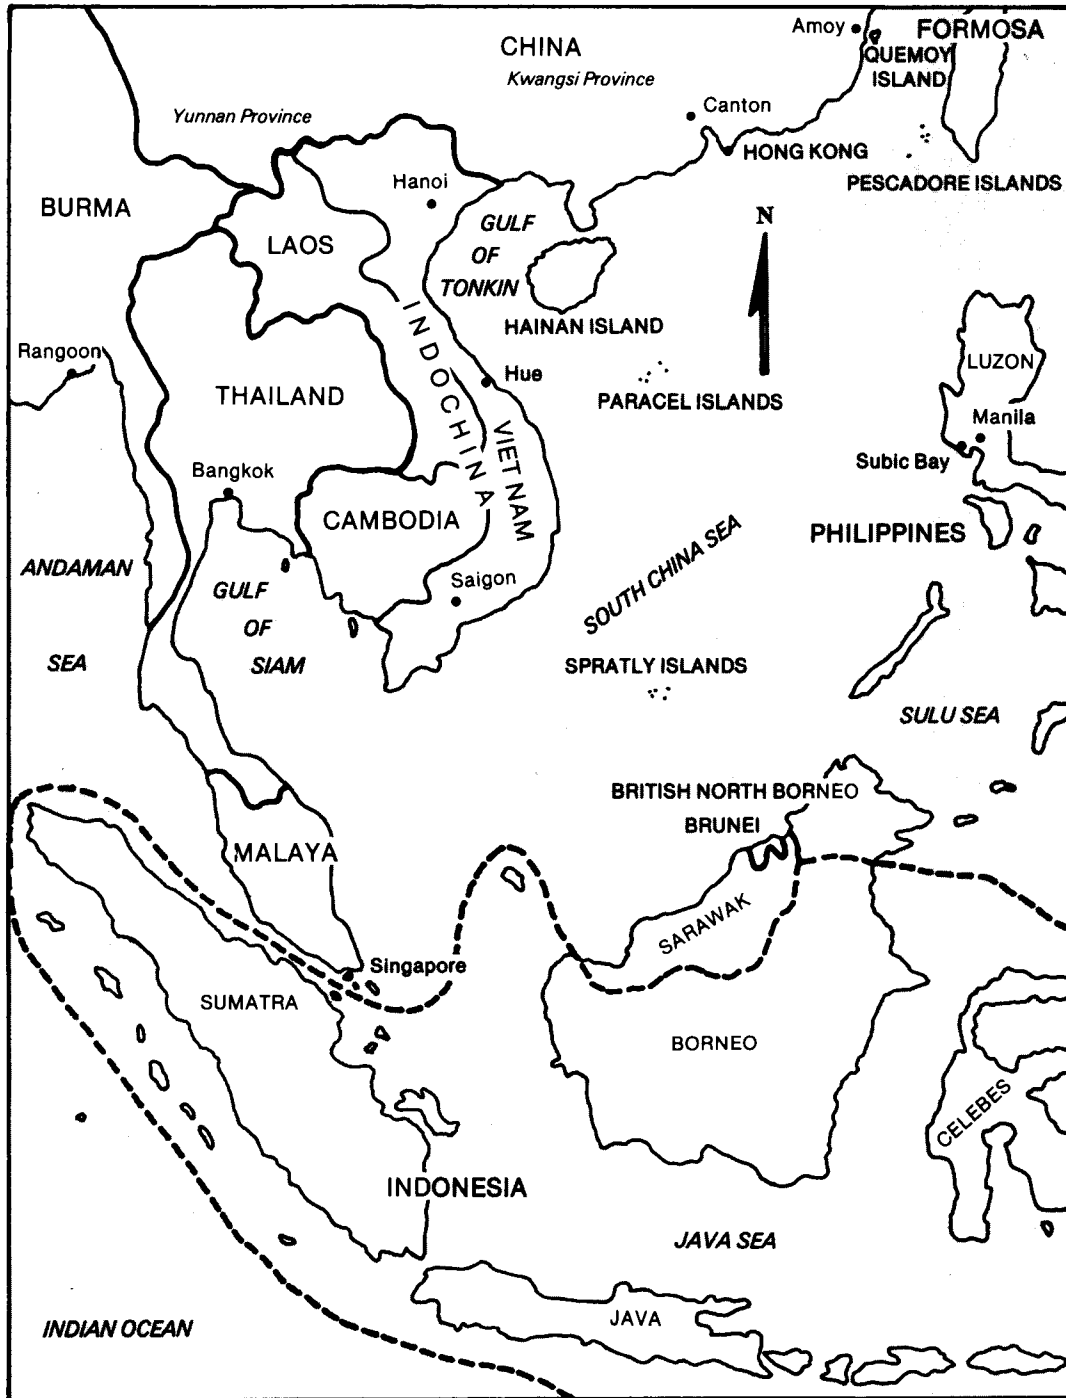 Amoy
FORMOSA
CHINA
QUEMOY
ISLAND
Kwangsi Province
Yunnan Province
Canton
HONG KONG
Hanoi
PESCADORE ISLANDS
BURMA
GULF
OF
TONKIN
N
LAOS
HAINAN ISLAND
INDOCHINA
Rangoon
LUZON
Hue
THAILAND
PARACEL ISLANDS
Manila
VIETNAM
Subic Bay
Bangkok
CAMBODIA
PHILIPPINES
SOUTH CHINA SEA
ANDAMAN
SEA
GULF
OF
SIAM
Saigon
SPRATLY ISLANDS
SULU SEA
BRITISH NORTH BORNEO
BRUNEI
MALAYA
SARAWAK
Singapore
SUMATRA
BORNEO
CELEBES
INDONESIA
JAVA SEA
JAVA
INDIAN OCEAN